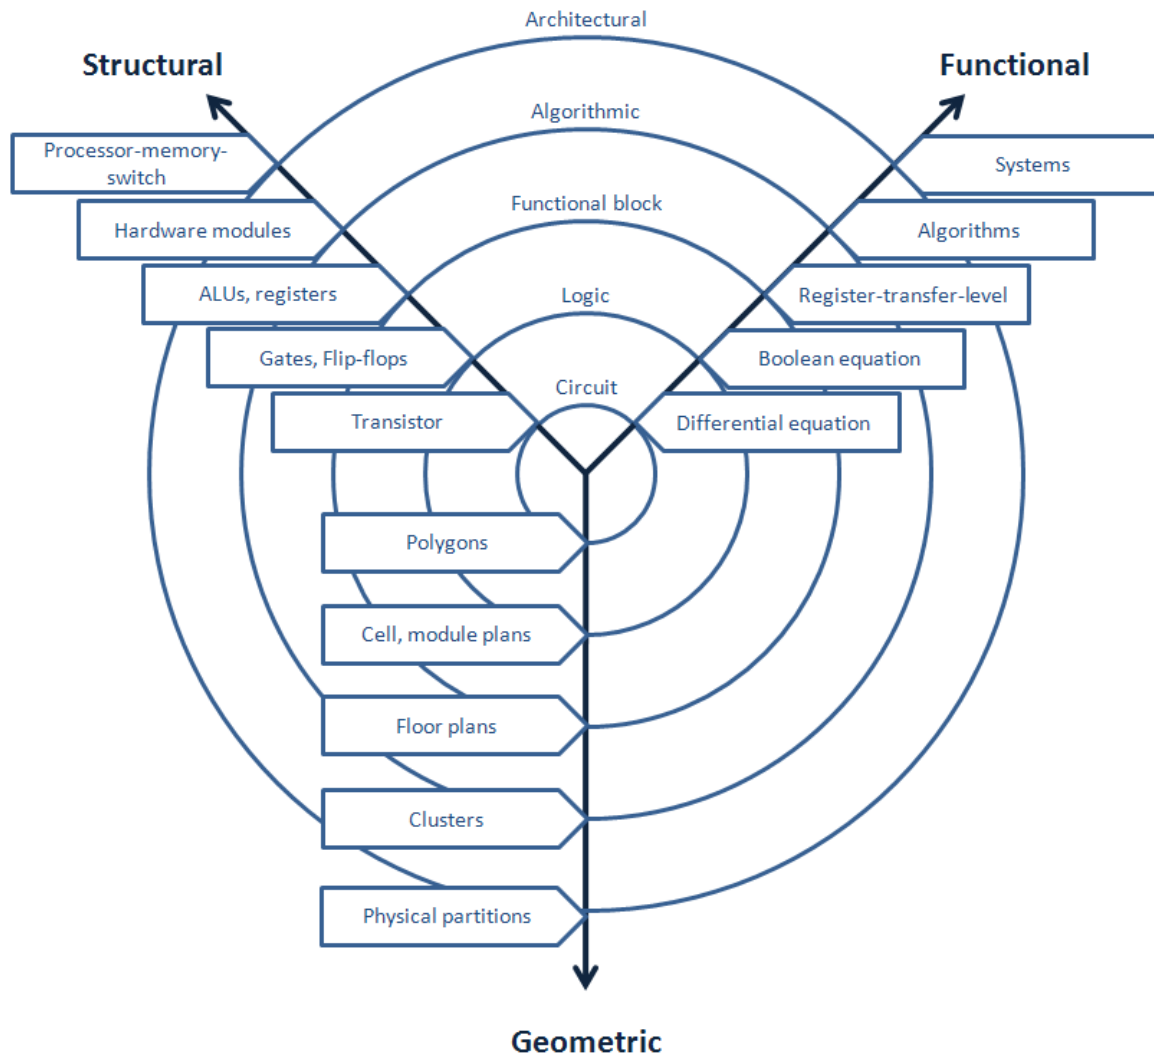 Architectural
Structural
Functional
Algorithmic
Processor-memory-
switch
Systems
Functional block
Hardware modules
Algorithms
Logic
ALUs, registers
Register-transfer-level
Gates, Flip-flops
Boolean equation
Circuit
Transistor
Differential equation
Polygons
Cell, module plans
Floor plans
Clusters
Physical partitions
Geometric